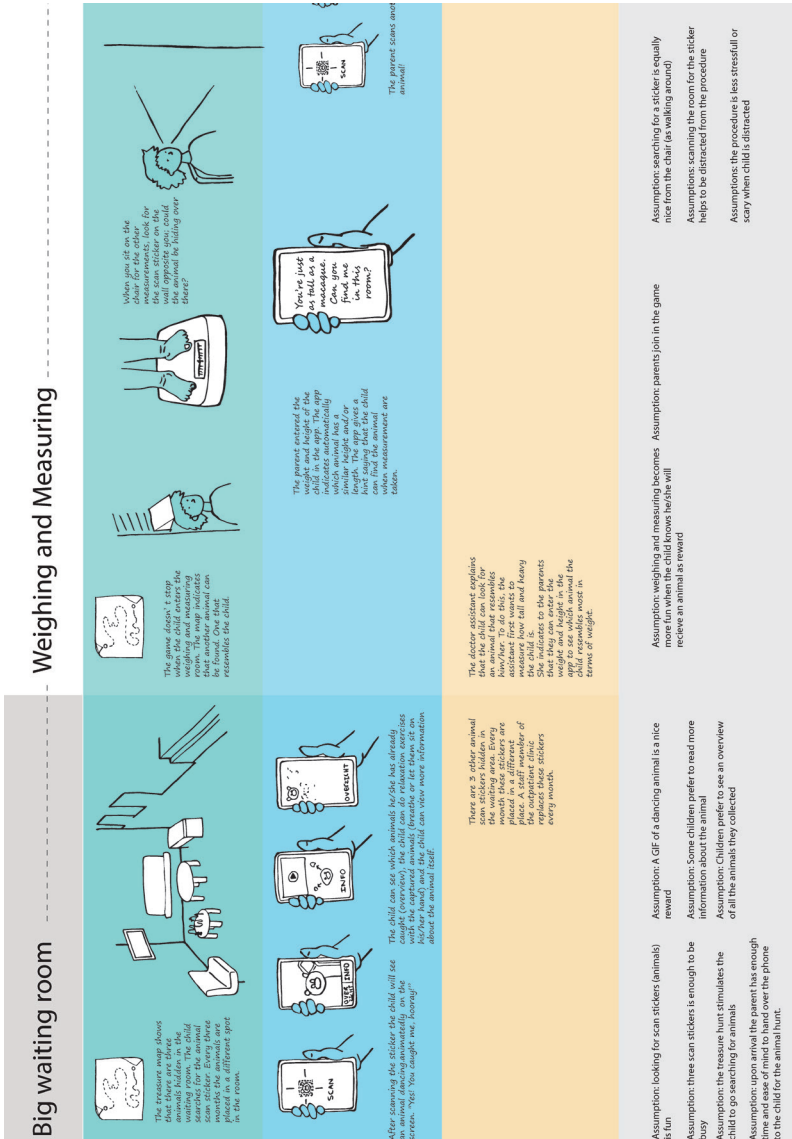 Big waiting room
Weighing and Measuring
The treasure map shows
that there are three
animals hidden in the
waiting room. The child
searches for the animal
scan sticker. Every three
months the animals are
placed in a different spot
in the room.
The game doesn't stop
when the child enters the
weighing and measuring
room. The map indicates
that another animal can
be found. One that
resembles the child.
When you sit on the
chair for the other
measurements, look for
the scan sticker on the
wall opposite you, could
the animal be hiding over
there?
SCAN
OVER SIGHT
INFO
INFO
OVERSIGHT
After scanning the sticker the child will see
an animal dancing animatedly on the
screen. "Yes! You caught me, hooray!"
The child can see which animals he/she has already
caught (overview), the child can do relaxation exercises
with the captured animals (breathe or let them sit on
his/her hand) and the child can view more information
about the animal itself.
The parent entered the
weight and height of the
child in the app. The app
indicates automatically
which animal has a
similar height and/or
length. The app gives a
hint saying that the child
can find the animal
when measurement are
taken.
You're just
as tall as a
macaque.
Can you
find me
in this
room?
SCAN
The parent scans anot
animal!
There are 3 other animal
scan stickers hidden in
the waiting area. Every
month these stickers are
placed in a different
place. A staff member of
the outpatient clinic
replaces these stickers
every month.
The doctor assistant explains
that the child can look for
an animal that resembles
him/her. To do this, the
assistant first wants to
measure how tall and heavy
the child is.
She indicates to the parents
that they can enter the
weight and height in the
app to see which animal the
child resembles most in
terms of weight.
Assumption: looking for scan stickers (animals)
is fun
Assumption: three scan stickers is enough to be
busy
Assumption: the treasure hunt stimulates the
child to go searching for animals
Assumption: upon arrival the parent has enough
time and ease of mind to hand over the phone
to the child for the animal hunt.
Assumption: A GIF of a dancing animal is a nice
reward
Assumption: Some children prefer to read more
information about the animal
Assumption: Children prefer to see an overview
of all the animals they collected
Assumption: weighing and measuring becomes
more fun when the child knows he/she will
recieve an animal as reward
Assumption: parents join in the game
Assumption: searching for a sticker is equally
nice from the chair (as walking around)
Assumptions: scanning the room for the sticker
helps to be distracted from the procedure
Assumptions: the procedure is less stressfull or
scary when child is distracted